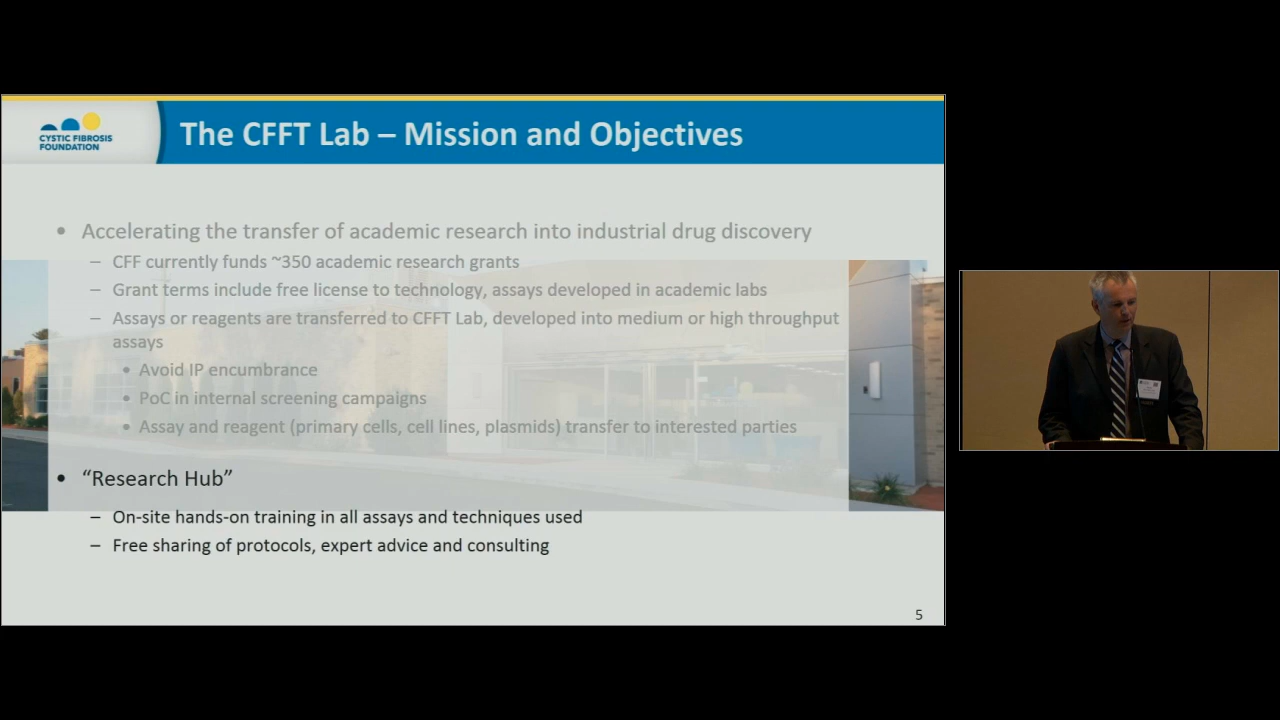 CYSTIC FIBROSIS
FOUNDATION
The CFFT Lab – Mission and Objectives
• Accelerating the transfer of academic research into industrial drug discovery
– CFF currently funds ~350 academic research grants
– Grant terms include free license to technology, assays developed in academic labs
– Assays or reagents are transferred to CFFT Lab, developed into medium or high throughput
assays
• Avoid IP encumbrance
• PoC in internal screening campaigns
• Assay and reagent (primary cells, cell lines, plasmids) transfer to interested parties
• “Research Hub”
– On-site hands-on training in all assays and techniques used
– Free sharing of protocols, expert advice and consulting
5